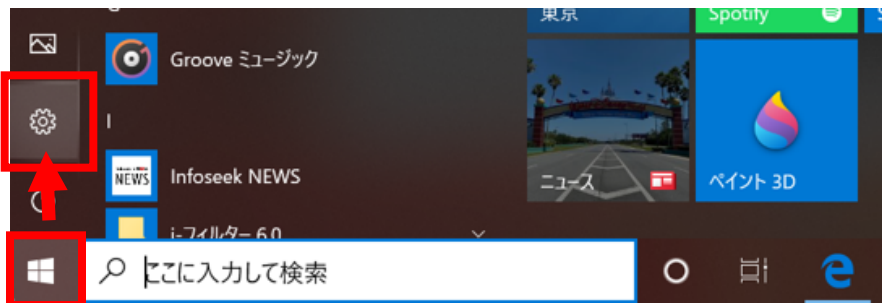 東京
Spotify
Groove ミュージック
I
NEWS
Infoseek NEWS
ニュース
ペイント 3D
i-フィルター 6.0
ここに入力して検索